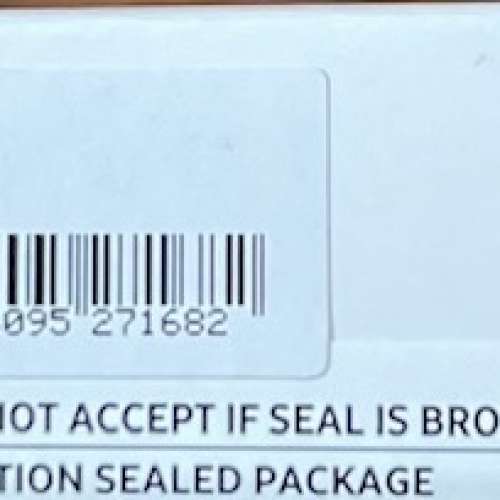 095 271682
NOT ACCEPT IF SEAL IS BRO
TION SEALED PACKAGE